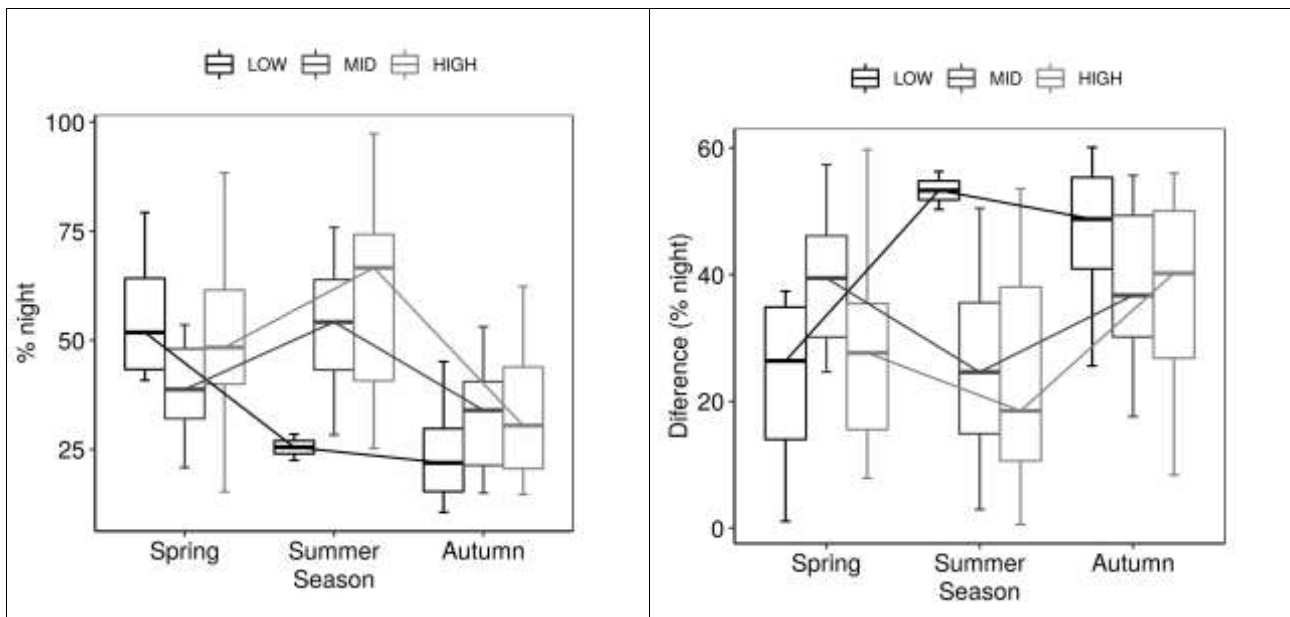 LOW MID HIGH
100
75
50
25
% night
Spring Summer Autumn
Season
LOW MID HIGH
60
40
20
0
Diference (% night)
Spring Summer Autumn
Season